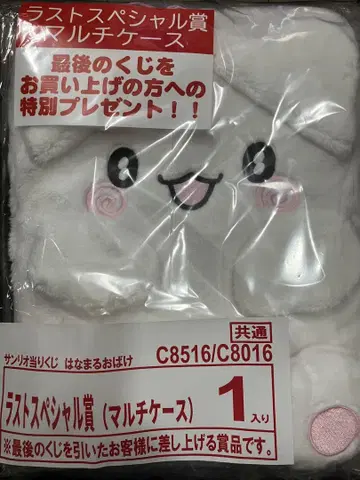 ラストスペシャル賞
マルチケース
最後のくじを
お買い上げの方への
特別プレゼント！！
共通
サンリオ当りくじ はなまるおばけ
C8516/C8016
ラストスペシャル賞（マルチケース）
1入り
※最後のくじを引いたお客様に差し上げる賞品です。